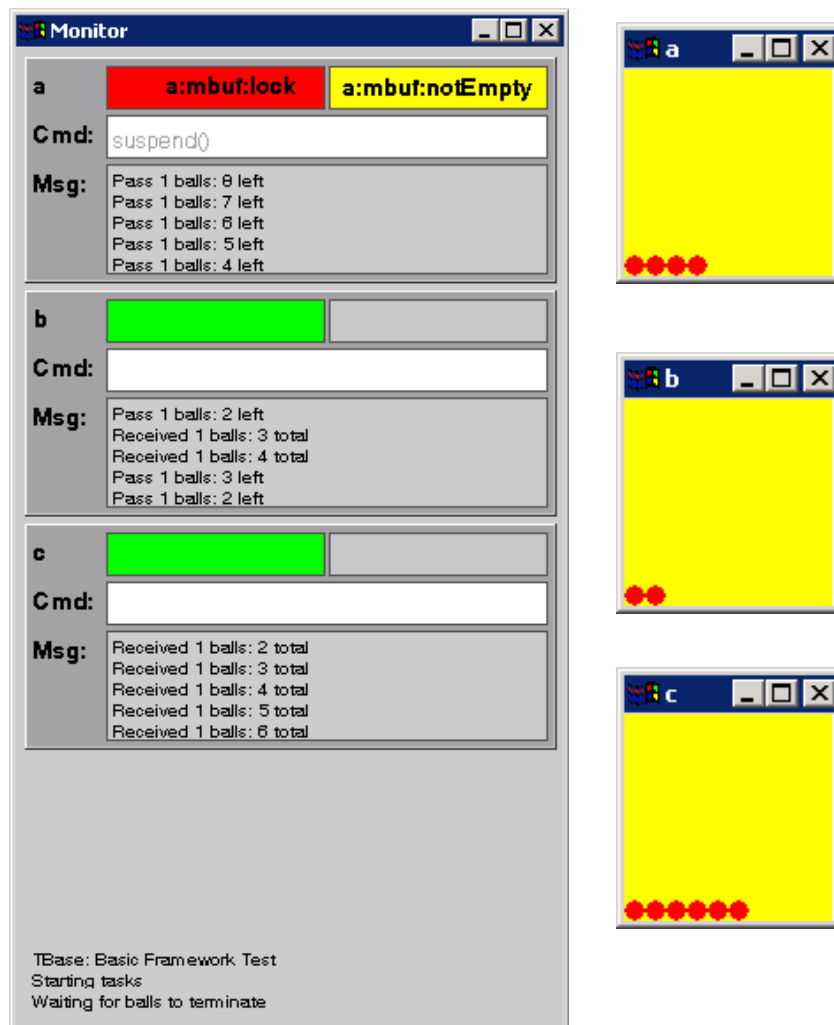 Monitor
a
a:mbuf:lock
a:mbuf:notEmpty
Cmd:
suspend()
Msg:
Pass 1 balls: 8 left
Pass 1 balls: 7 left
Pass 1 balls: 6 left
Pass 1 balls: 5 left
Pass 1 balls: 4 left
b
Cmd:
Msg:
Pass 1 balls: 2 left
Received 1 balls: 3 total
Received 1 balls: 4 total
Pass 1 balls: 3 left
Pass 1 balls: 2 left
c
Cmd:
Msg:
Received 1 balls: 2 total
Received 1 balls: 3 total
Received 1 balls: 4 total
Received 1 balls: 5 total
Received 1 balls: 6 total
TBase: Basic Framework Test
Starting tasks
Waiting for balls to terminate
a
b
c